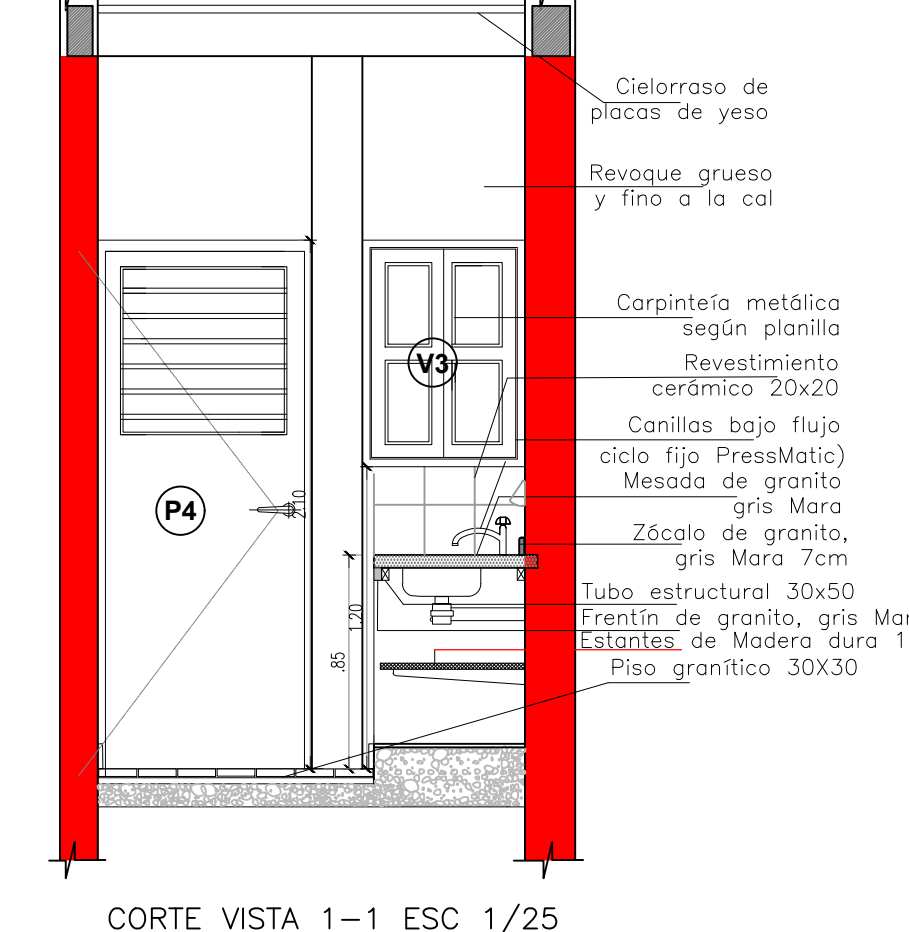 Cielorraso de
placas de yeso
Revoque grueso
y fino a la cal
Carpinteía metálica
según planilla
V3
Revestimiento
cerámico 20x20
Canillas bajo flujo
ciclo fijo PressMatic)
Mesada de granito
gris Mara
P4
Zócalo de granito,
gris Mara 7cm
Tubo estructural 30x50
1.20
Frentín de granito, gris Mar
Estantes de Madera dura 1
.85
Piso granítico 30X30
CORTE VISTA 1-1 ESC 1/25